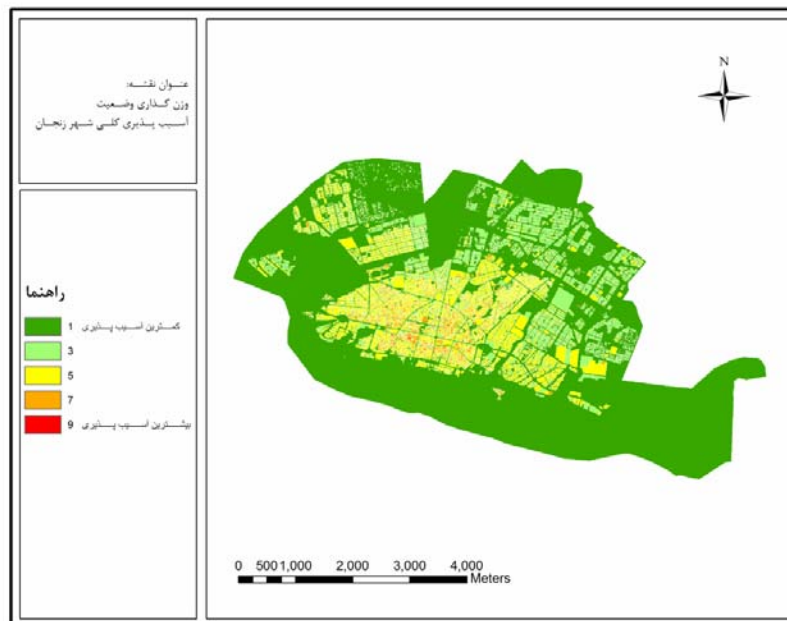 عنوان نقشه:
وزن گذاری وضعیت
آسیب پذیری کلی شهر زنجان
راهنما
1 کمترین آسیب پذیری
3
5
7
9 بیشترین آسیب پذیری
N
0 500 1,000 2,000 3,000 4,000
Meters